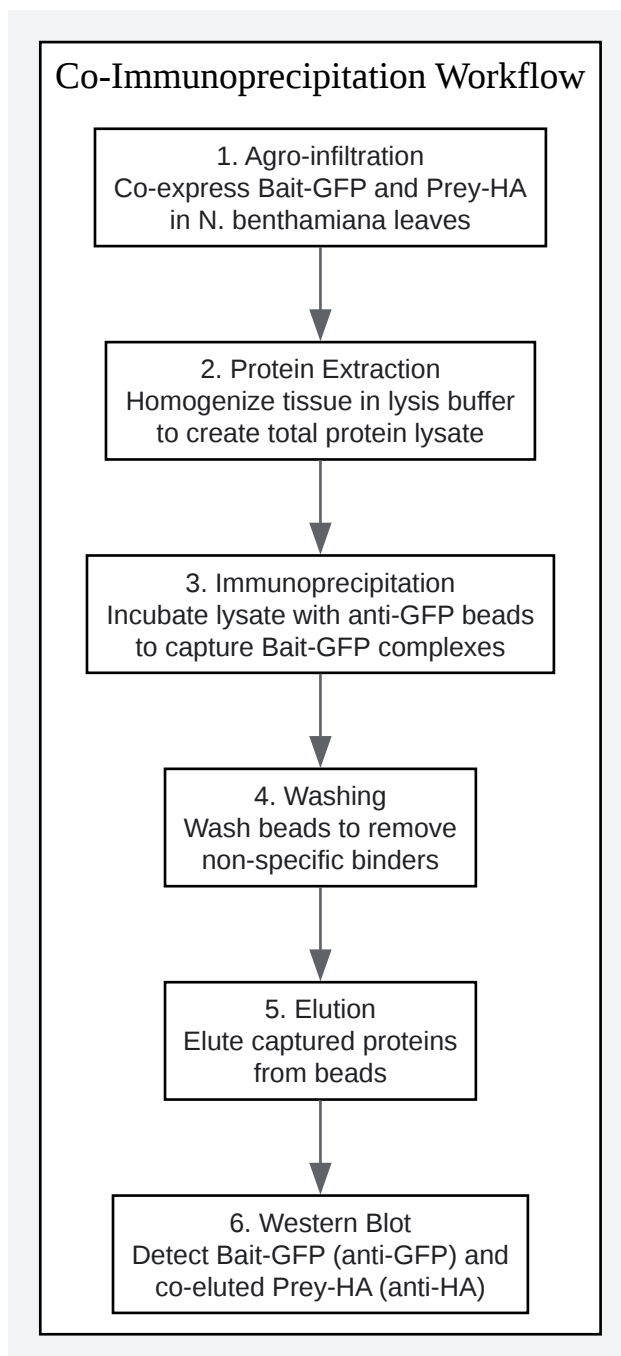 Co-Immunoprecipitation Workflow
1. Agro-infiltration
Co-express Bait-GFP and Prey-HA
in N. benthamiana leaves
2. Protein Extraction
Homogenize tissue in lysis buffer
to create total protein lysate
3. Immunoprecipitation
Incubate lysate with anti-GFP beads
to capture Bait-GFP complexes
4. Washing
Wash beads to remove
non-specific binders
5. Elution
Elute captured proteins
from beads
6. Western Blot
Detect Bait-GFP (anti-GFP) and
co-eluted Prey-HA (anti-HA)